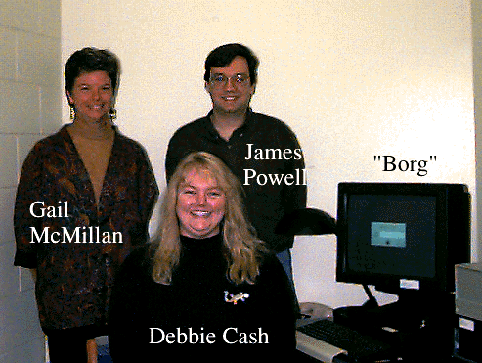 James
Powell
"Borg"
Gail
McMillan
Debbie Cash